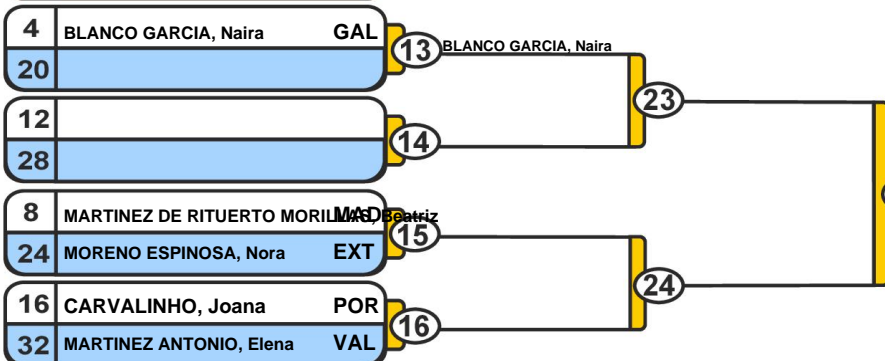 4 BLANCO GARCIA, Naira GAL
13 BLANCO GARCIA, Naira
20
23
12
14
28
8 MARTINEZ DE RITUERTO MORILLAS, Beatriz MAD
15
24 MORENO ESPINOSA, Nora EXT
24
16 CARVALINHO, Joana POR
16
32 MARTINEZ ANTONIO, Elena VAL